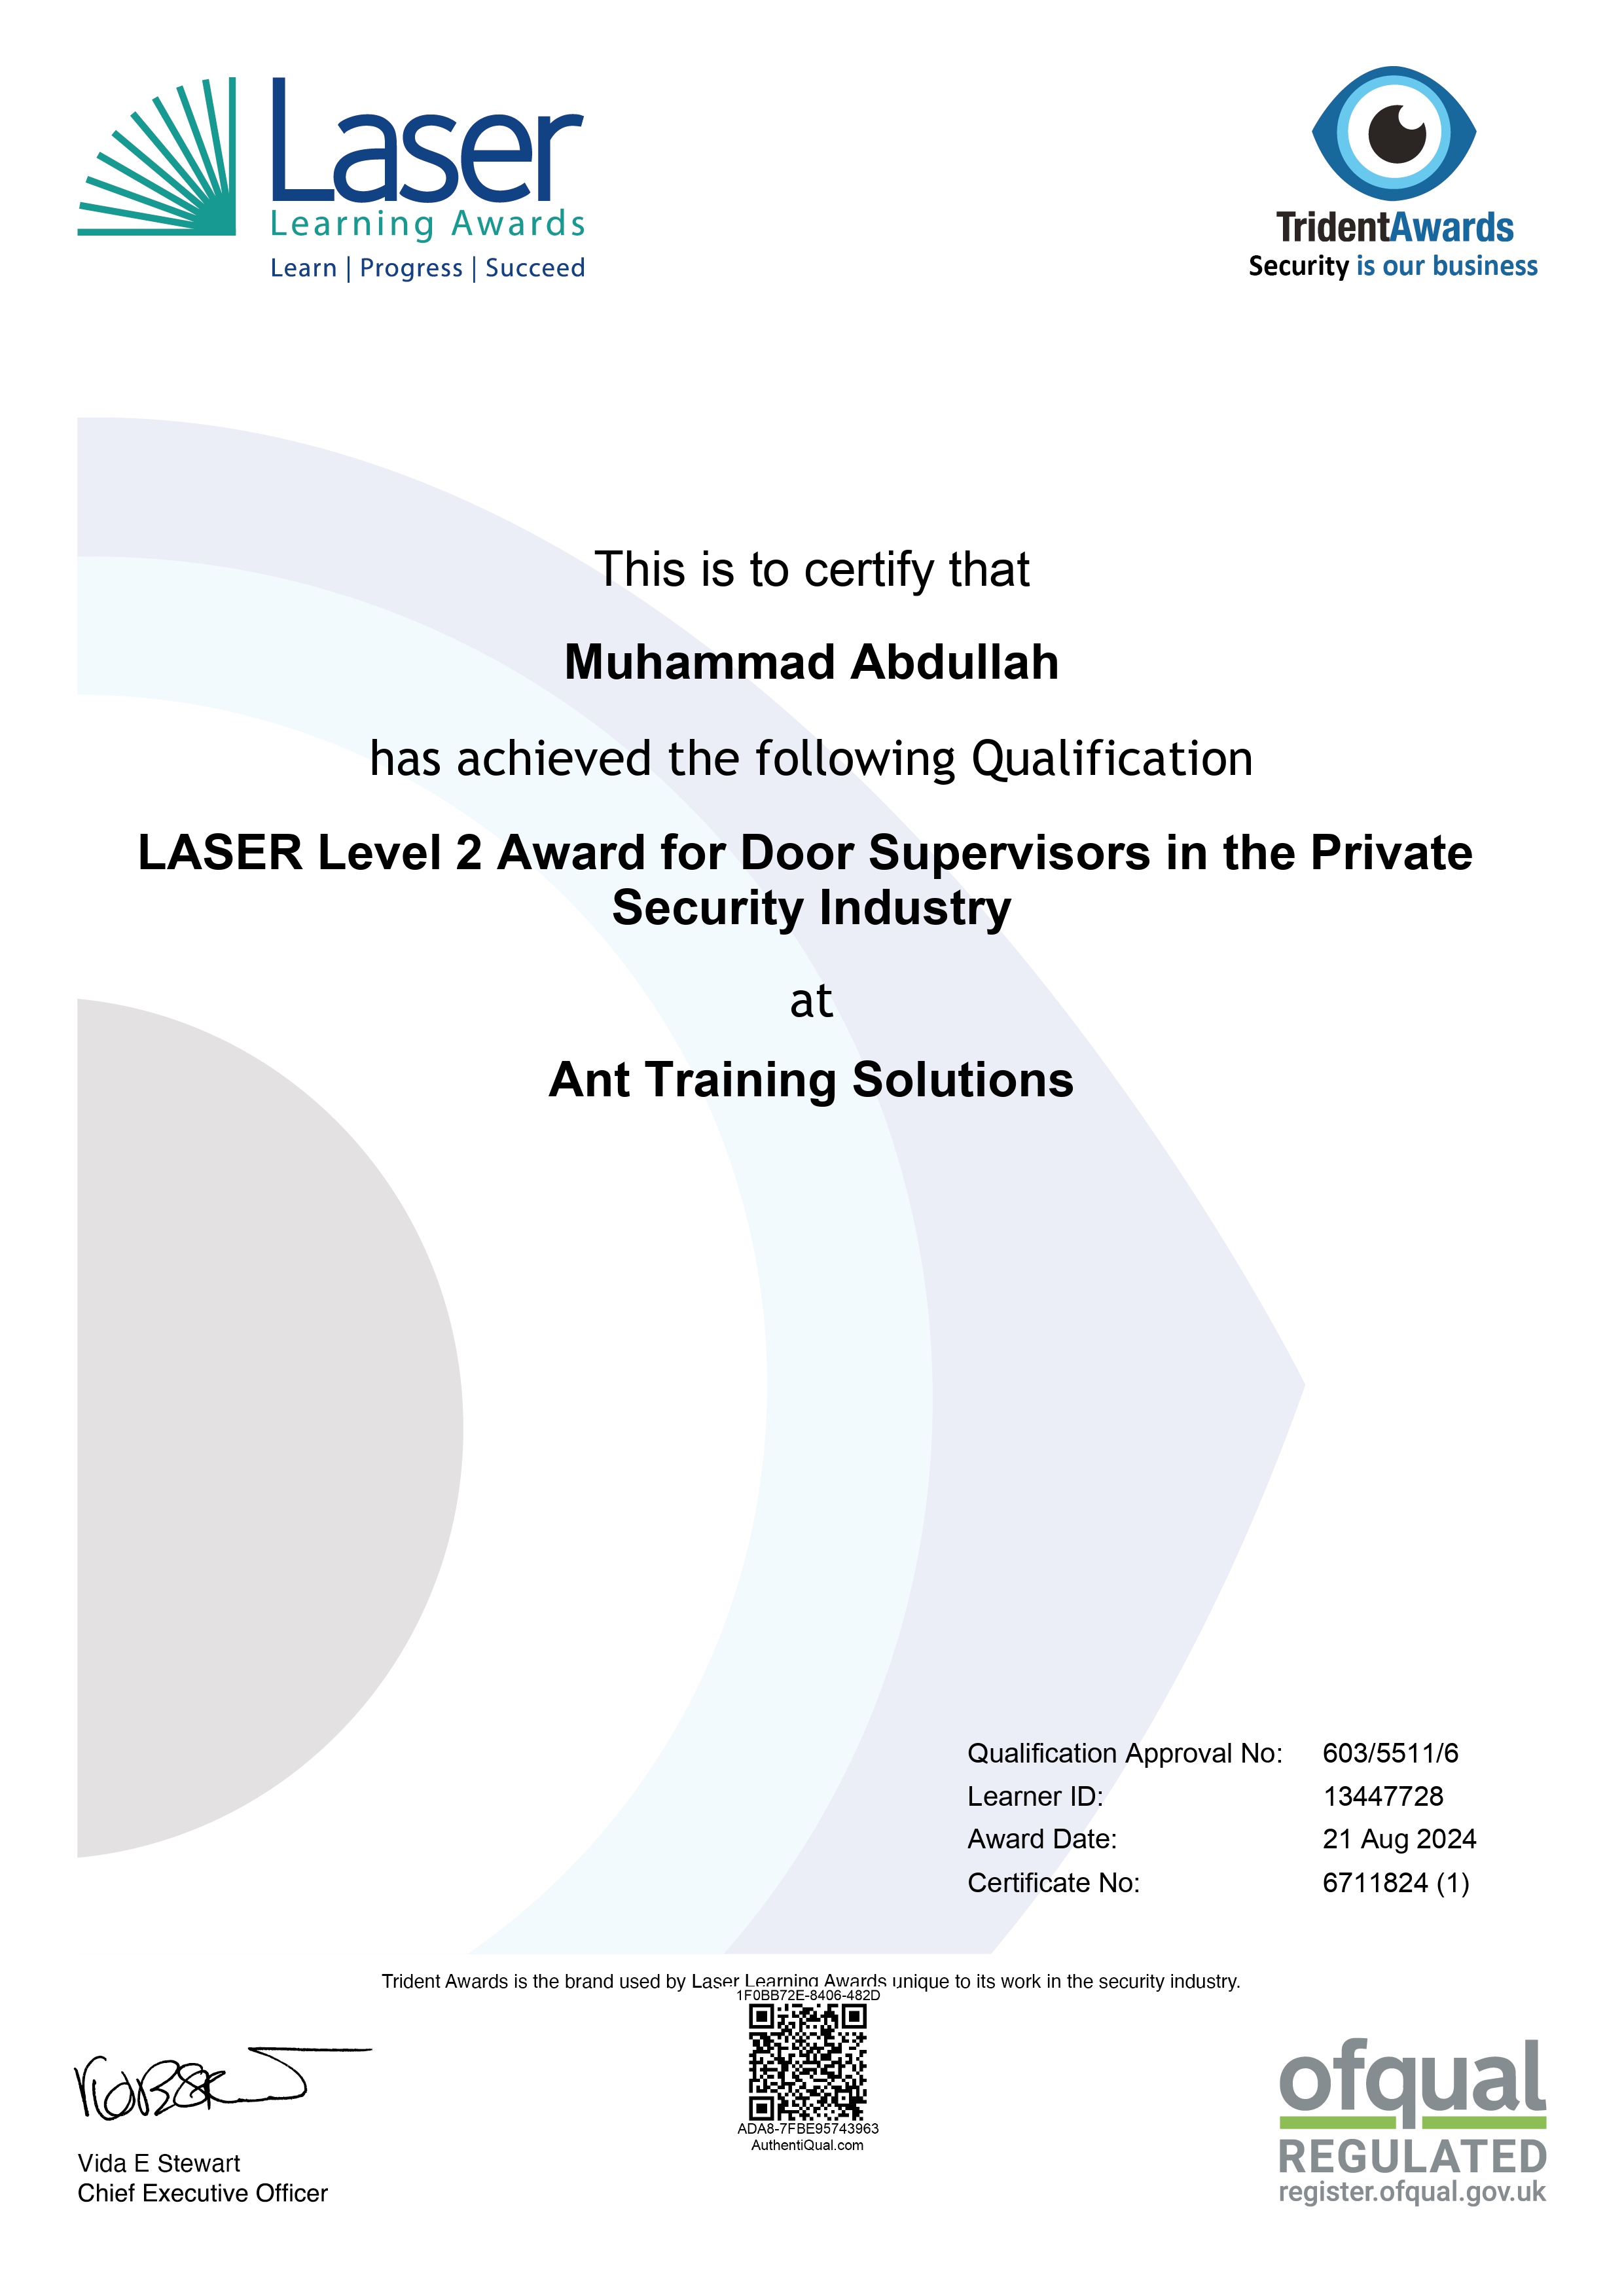 Laser
Learning Awards
Learn | Progress | Succeed
TridentAwards
Security is our business
This is to certify that
Muhammad Abdullah
has achieved the following Qualification
LASER Level 2 Award for Door Supervisors in the Private
Security Industry
at
Ant Training Solutions
Qualification Approval No: 603/5511/6
Learner ID: 13447728
Award Date: 21 Aug 2024
Certificate No: 6711824 (1)
Trident Awards is the brand used by Laser Learning Awards unique to its work in the security industry.
1F0BB72E-8406-482D
ADA8-7FBE95743963
AuthentiQual.com
Vida E Stewart
Chief Executive Officer
ofqual
REGULATED
register.ofqual.gov.uk